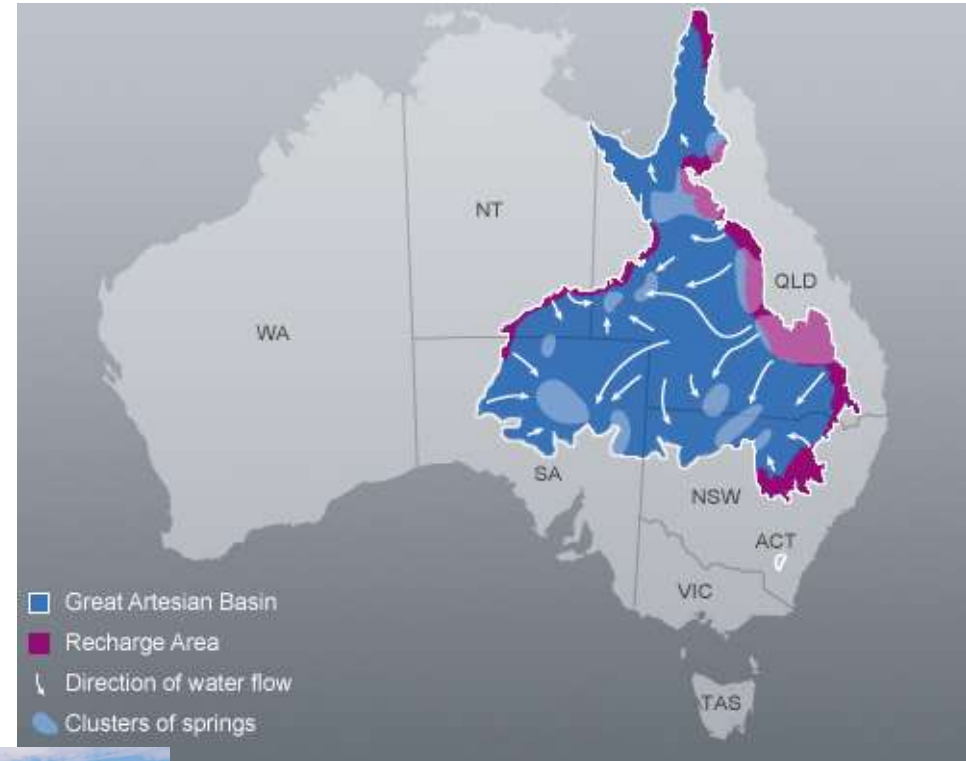 NT
QLD
WA
SA
NSW
ACT
VIC
TAS
Great Artesian Basin
Recharge Area
Direction of water flow
Clusters of springs